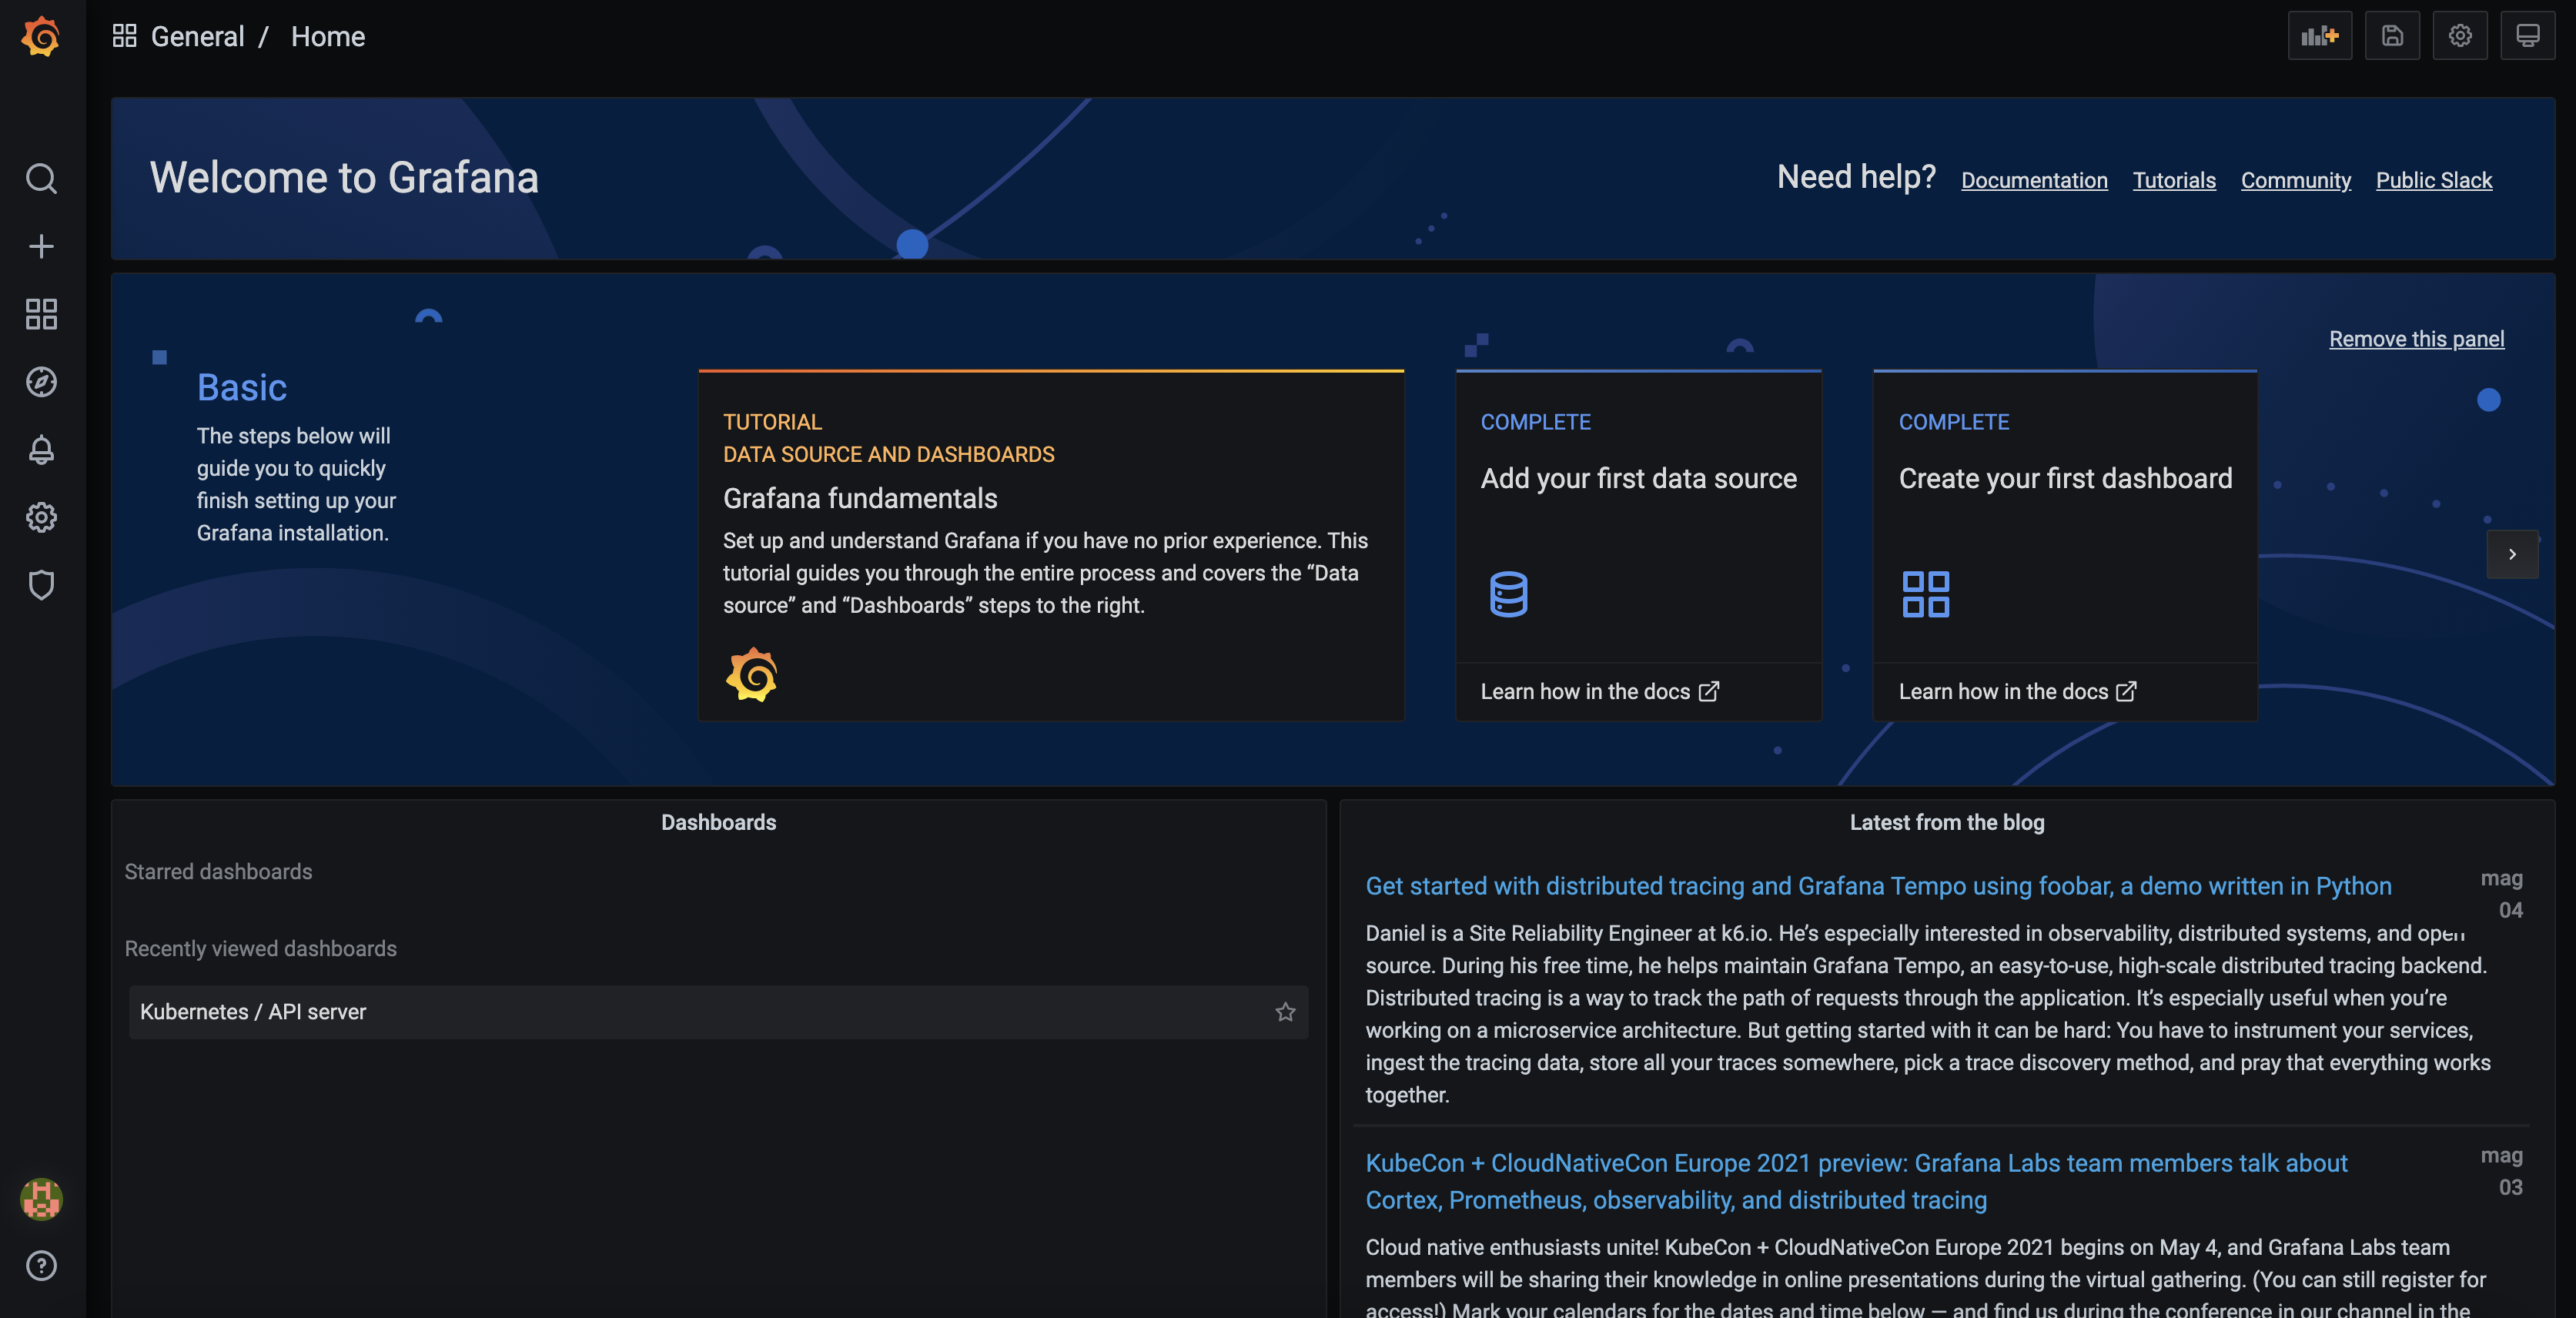 General / Home
Welcome to Grafana
Need help? Documentation Tutorials Community Public Slack
Remove this panel
Basic
The steps below will
guide you to quickly
finish setting up your
Grafana installation.
TUTORIAL
DATA SOURCE AND DASHBOARDS
Grafana fundamentals
Set up and understand Grafana if you have no prior experience. This
tutorial guides you through the entire process and covers the “Data
source” and “Dashboards” steps to the right.
COMPLETE
Add your first data source
Learn how in the docs
COMPLETE
Create your first dashboard
Learn how in the docs
Dashboards
Starred dashboards
Recently viewed dashboards
Kubernetes / API server
Latest from the blog
Get started with distributed tracing and Grafana Tempo using foobar, a demo written in Python
mag
04
Daniel is a Site Reliability Engineer at k6.io. He’s especially interested in observability, distributed systems, and open
source. During his free time, he helps maintain Grafana Tempo, an easy-to-use, high-scale distributed tracing backend.
Distributed tracing is a way to track the path of requests through the application. It’s especially useful when you’re
working on a microservice architecture. But getting started with it can be hard: You have to instrument your services,
ingest the tracing data, store all your traces somewhere, pick a trace discovery method, and pray that everything works
together.
KubeCon + CloudNativeCon Europe 2021 preview: Grafana Labs team members talk about
Cortex, Prometheus, observability, and distributed tracing
mag
03
Cloud native enthusiasts unite! KubeCon + CloudNativeCon Europe 2021 begins on May 4, and Grafana Labs team
members will be sharing their knowledge in online presentations during the virtual gathering. (You can still register for
access!) Mark your calendars for the dates and time below — and find us during the conference in our channel in the